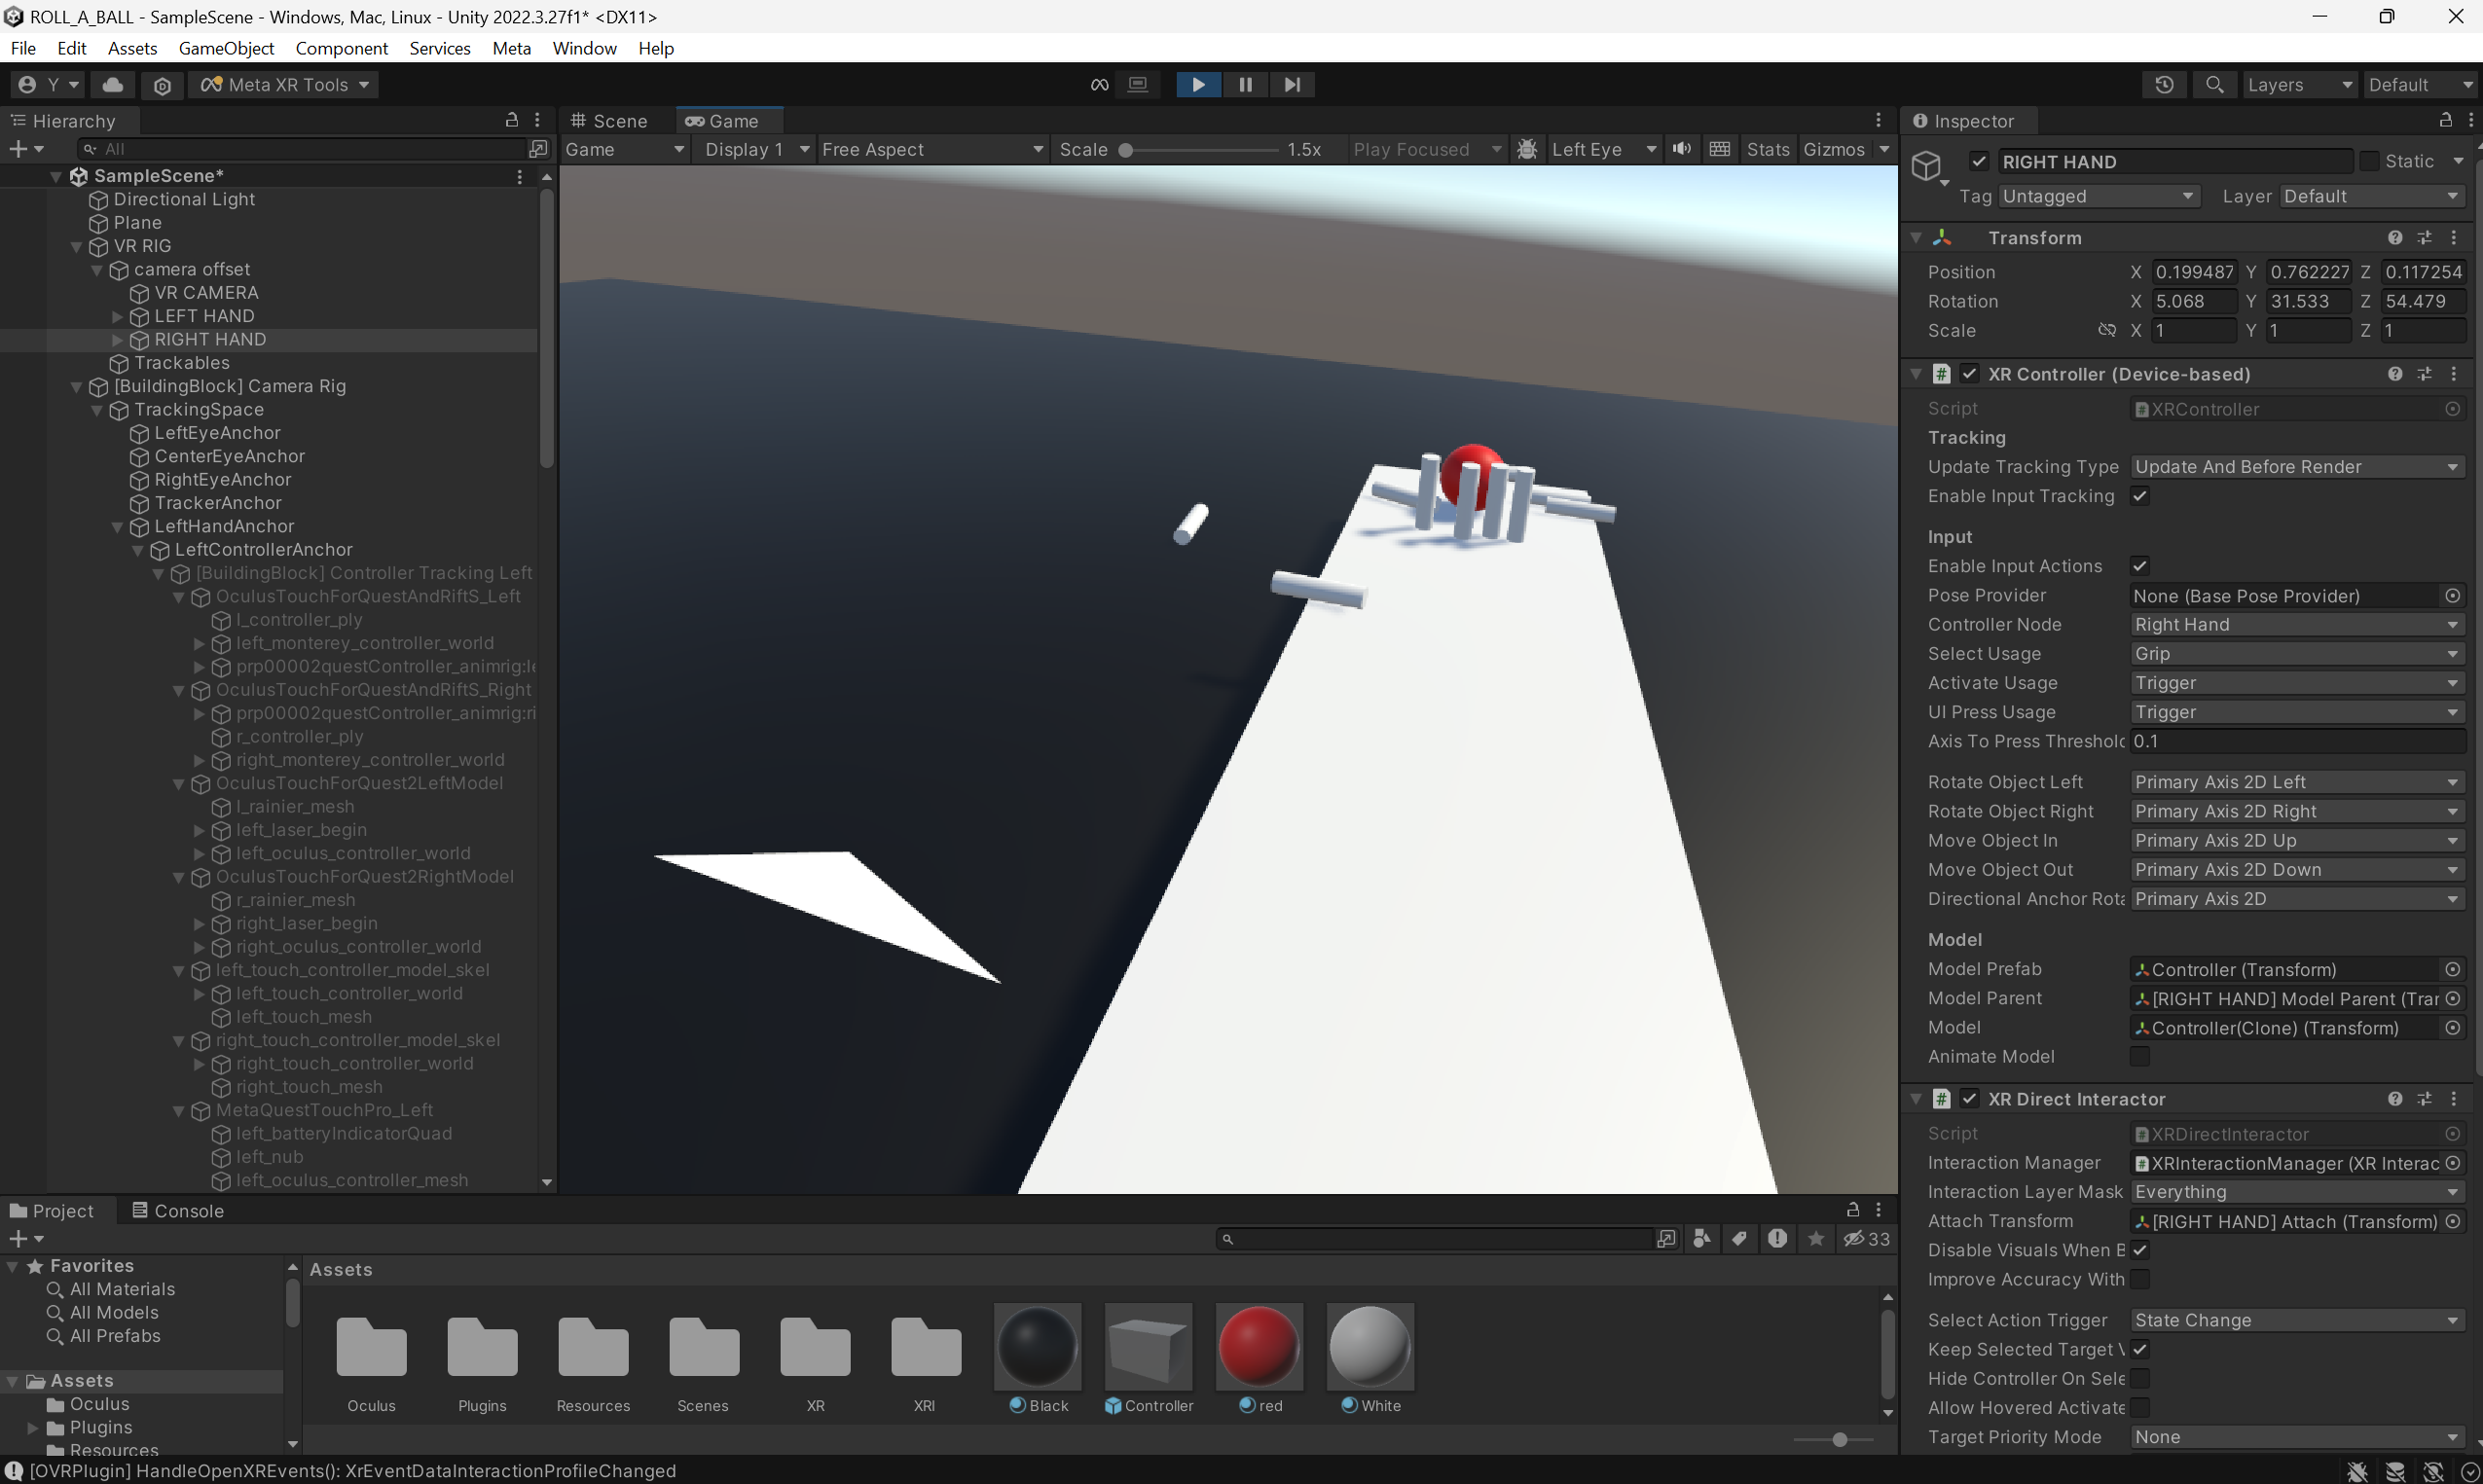 ROLL_A_BALL - SampleScene - Windows, Mac, Linux - Unity 2022.3.27f1* <DX11>
File Edit Assets GameObject Component Services Meta Window Help
Y Meta XR Tools Layers Default
Hierarchy
All
SampleScene*
Directional Light
Plane
VR RIG
camera offset
VR CAMERA
LEFT HAND
RIGHT HAND
Trackables
[BuildingBlock] Camera Rig
TrackingSpace
LeftEyeAnchor
CenterEyeAnchor
RightEyeAnchor
TrackerAnchor
LeftHandAnchor
LeftControllerAnchor
[BuildingBlock] Controller Tracking Left
OculusTouchForQuestAndRiftS_Left
l_controller_ply
left_monterey_controller_world
prp00002questController_animrig:le
OculusTouchForQuestAndRiftS_Right
prp00002questController_animrig:ri
r_controller_ply
right_monterey_controller_world
OculusTouchForQuest2LeftModel
l_rainier_mesh
left_laser_begin
left_oculus_controller_world
OculusTouchForQuest2RightModel
r_rainier_mesh
right_laser_begin
right_oculus_controller_world
left_touch_controller_model_skel
left_touch_controller_world
left_touch_mesh
right_touch_controller_model_skel
right_touch_controller_world
right_touch_mesh
MetaQuestTouchPro_Left
left_batteryIndicatorQuad
left_nub
left_oculus_controller_mesh
Scene Game
Game Display 1 Free Aspect Scale 1.5x Play Focused Left Eye Stats Gizmos
Inspector
RIGHT HAND Static
Tag Untagged Layer Default
Transform
Position X 0.199487 Y 0.762227 Z 0.117254
Rotation X 5.068 Y 31.533 Z 54.479
Scale X 1 Y 1 Z 1
# XR Controller (Device-based)
Script XRController
Tracking
Update Tracking Type Update And Before Render
Enable Input Tracking
Input
Enable Input Actions
Pose Provider None (Base Pose Provider)
Controller Node Right Hand
Select Usage Grip
Activate Usage Trigger
UI Press Usage Trigger
Axis To Press Threshold 0.1
Rotate Object Left Primary Axis 2D Left
Rotate Object Right Primary Axis 2D Right
Move Object In Primary Axis 2D Up
Move Object Out Primary Axis 2D Down
Directional Anchor Rota Primary Axis 2D
Model
Model Prefab Controller (Transform)
Model Parent [RIGHT HAND] Model Parent (Tran
Model Controller(Clone) (Transform)
Animate Model
# XR Direct Interactor
Script XRDirectInteractor
Interaction Manager XRInteractionManager (XR Interac
Interaction Layer Mask Everything
Attach Transform [RIGHT HAND] Attach (Transform)
Disable Visuals When B
Improve Accuracy With
Select Action Trigger State Change
Keep Selected Target V
Hide Controller On Sele
Allow Hovered Activate
Target Priority Mode None
Project Console
33
Favorites
All Materials
All Models
All Prefabs
Assets
Oculus
Plugins
Resources
Assets
Oculus Plugins Resources Scenes XR XRI Black Controller red White
[OVRPlugin] HandleOpenXREvents(): XrEventDataInteractionProfileChanged